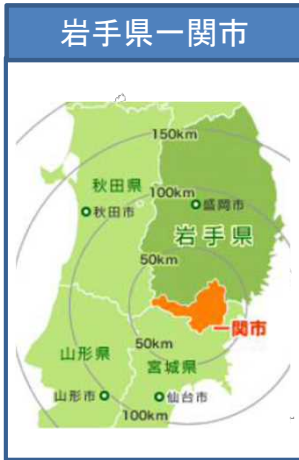 岩手県一関市
150km
秋田県
100km
秋田市
盛岡市
岩手県
50km
一関市
50km
山形県
宮城県
山形市
仙台市
100km